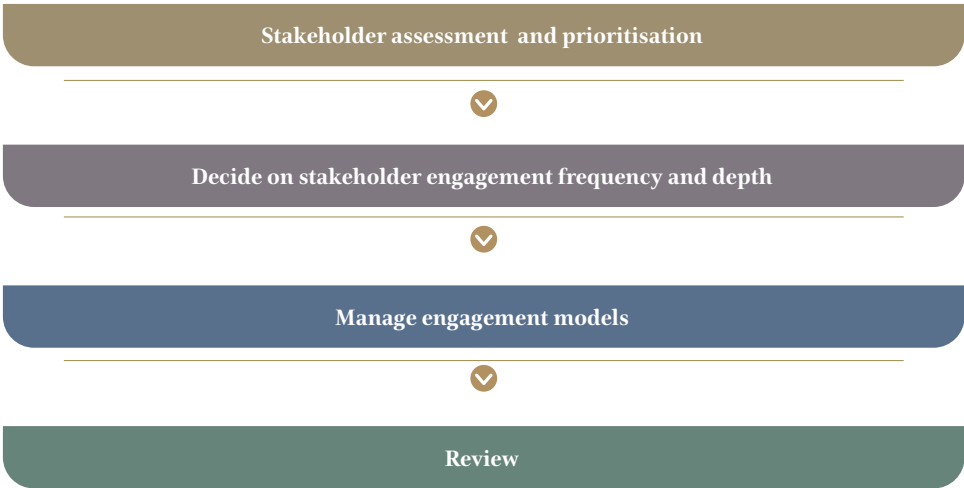 Stakeholder assessment and prioritisation
Decide on stakeholder engagement frequency and depth
Manage engagement models
Review